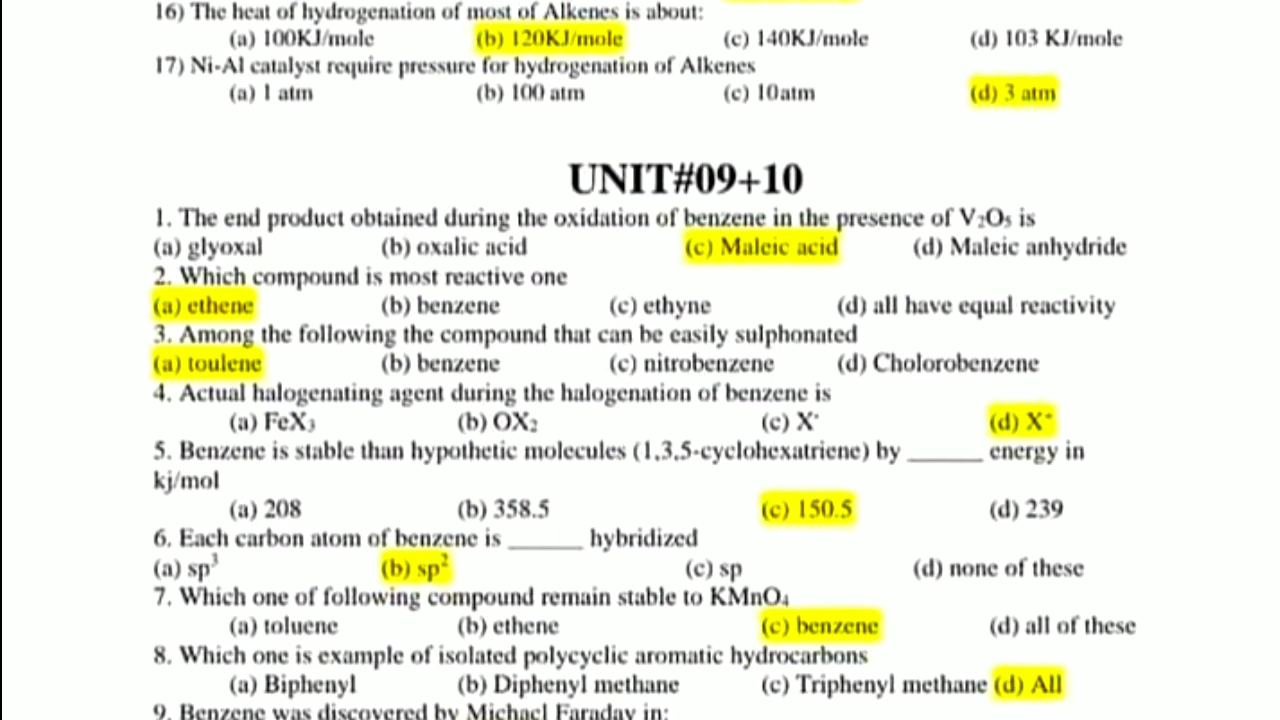 16) The heat of hydrogenation of most of Alkenes is about:
(a) 100KJ/mole (b) 120KJ/mole (c) 140KJ/mole (d) 103 KJ/mole
17) Ni-Al catalyst require pressure for hydrogenation of Alkenes
(a) 1 atm (b) 100 atm (c) 10atm (d) 3 atm
UNIT#09+10
1. The end product obtained during the oxidation of benzene in the presence of V₂O₅ is
(a) glyoxal (b) oxalic acid (c) Maleic acid (d) Maleic anhydride
2. Which compound is most reactive one
(a) ethene (b) benzene (c) ethyne (d) all have equal reactivity
3. Among the following the compound that can be easily sulphonated
(a) toulene (b) benzene (c) nitrobenzene (d) Cholorobenzene
4. Actual halogenating agent during the halogenation of benzene is
(a) FeX₃ (b) OX₂ (c) X⁻ (d) X⁺
5. Benzene is stable than hypothetic molecules (1,3,5-cyclohexatriene) by ______ energy in
kj/mol
(a) 208 (b) 358.5 (c) 150.5 (d) 239
6. Each carbon atom of benzene is ______ hybridized
(a) sp³ (b) sp² (c) sp (d) none of these
7. Which one of following compound remain stable to KMnO₄
(a) toluene (b) ethene (c) benzene (d) all of these
8. Which one is example of isolated polycyclic aromatic hydrocarbons
(a) Biphenyl (b) Diphenyl methane (c) Triphenyl methane (d) All
9. Benzene was discovered by Michael Faraday in: